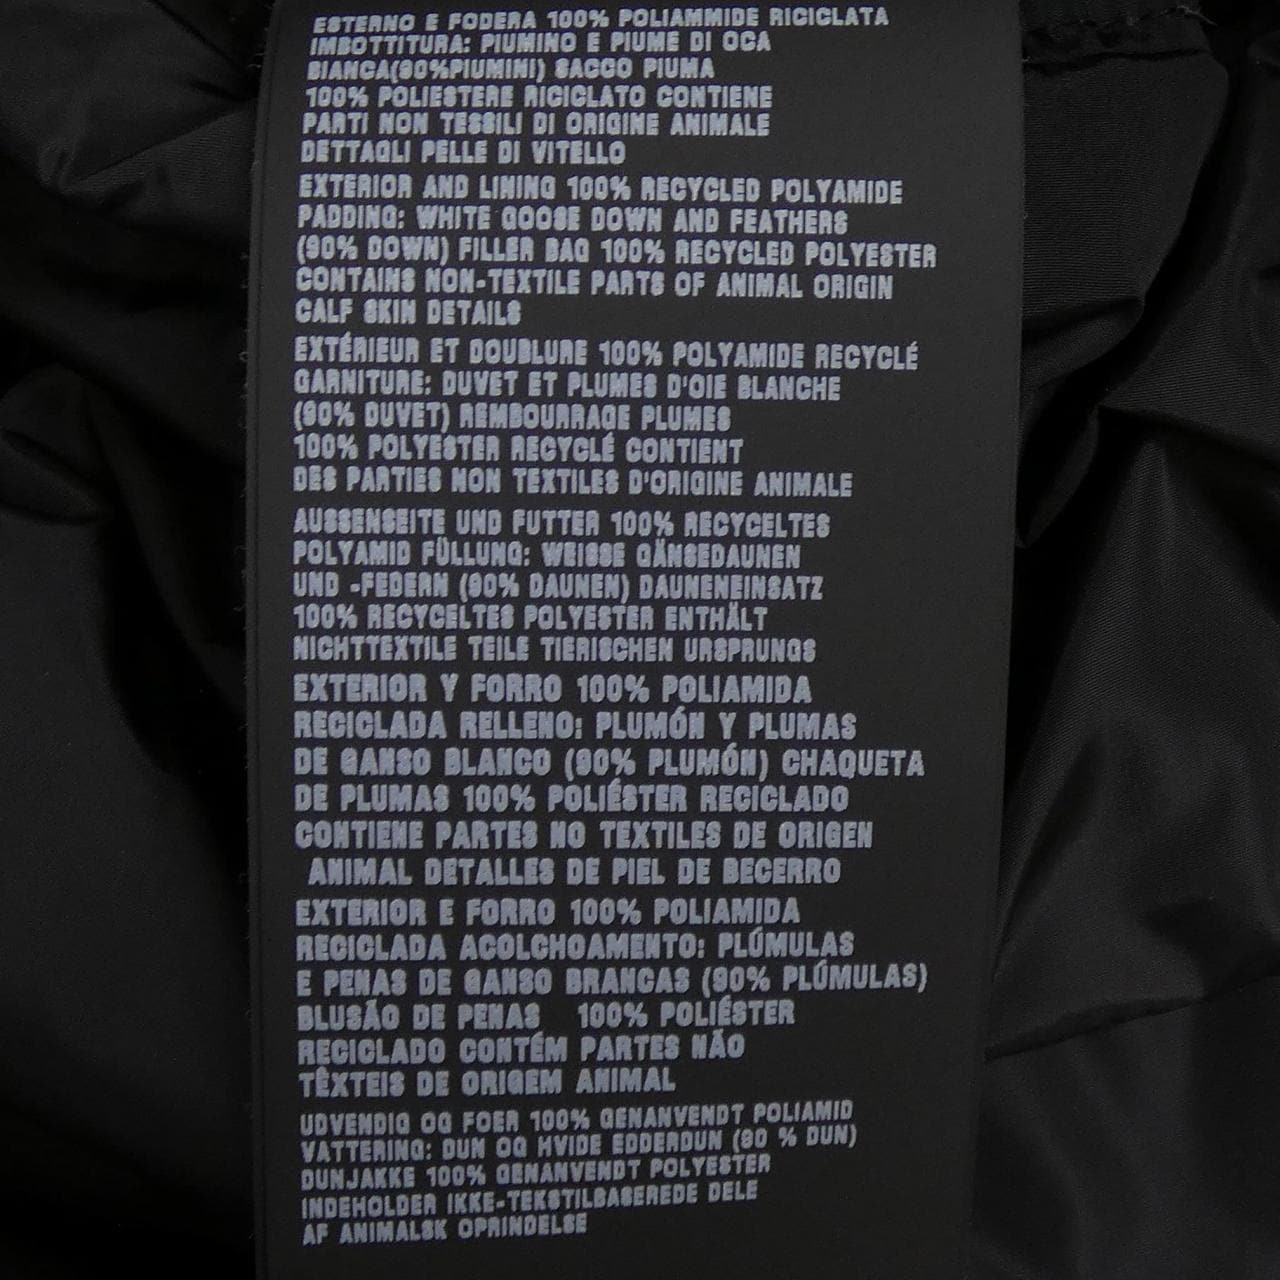 ESTERNO E FODERA 100% POLIAMMIDE RICICLATA
IMBOTTITURA: PIUMINO E PIUME DI OCA
BIANCA(90%PIUMINI) SACCO PIUMA
100% POLIESTERE RICICLATO CONTIENE
PARTI NON TESSILI DI ORIGINE ANIMALE
DETTAGLI PELLE DI VITELLO
EXTERIOR AND LINING 100% RECYCLED POLYAMIDE
PADDING: WHITE GOOSE DOWN AND FEATHERS
(90% DOWN) FILLER BAG 100% RECYCLED POLYESTER
CONTAINS NON-TEXTILE PARTS OF ANIMAL ORIGIN
CALF SKIN DETAILS
EXTÉRIEUR ET DOUBLURE 100% POLYAMIDE RECYCLÉ
GARNITURE: DUVET ET PLUMES D'OIE BLANCHE
(90% DUVET) REMBOURRAGE PLUMES
100% POLYESTER RECYCLÉ CONTIENT
DES PARTIES NON TEXTILES D'ORIGINE ANIMALE
AUSSENSEITE UND FUTTER 100% RECYCELTES
POLYAMID FÜLLUNG: WEISSE GÄNSEDAUNEN
UND -FEDERN (90% DAUNEN) DAUNENEINSATZ
100% RECYCELTES POLYESTER ENTHÄLT
NICHTTEXTILE TEILE TIERISCHEN URSPRUNGS
EXTERIOR Y FORRO 100% POLIAMIDA
RECICLADA RELLENO: PLUMÓN Y PLUMAS
DE GANSO BLANCO (90% PLUMÓN) CHAQUETA
DE PLUMAS 100% POLIÉSTER RECICLADO
CONTIENE PARTES NO TEXTILES DE ORIGEN
ANIMAL DETALLES DE PIEL DE BECERRO
EXTERIOR E FORRO 100% POLIAMIDA
RECICLADA ACOLCHOAMENTO: PLÚMULAS
E PENAS DE GANSO BRANCAS (90% PLÚMULAS)
BLUSÃO DE PENAS 100% POLIÉSTER
RECICLADO CONTÉM PARTES NÃO
TÊXTEIS DE ORIGEM ANIMAL
UDVENDIG OG FOER 100% GENANVENDT POLIAMID
VATTERING: DUN OG HVIDE EDDERDUN (90 % DUN)
DUNJAKKE 100% GENANVENDT POLYESTER
INDEHOLDER IKKE-TEKSTILBASEREDE DELE
AF ANIMALSK OPRINDELSE